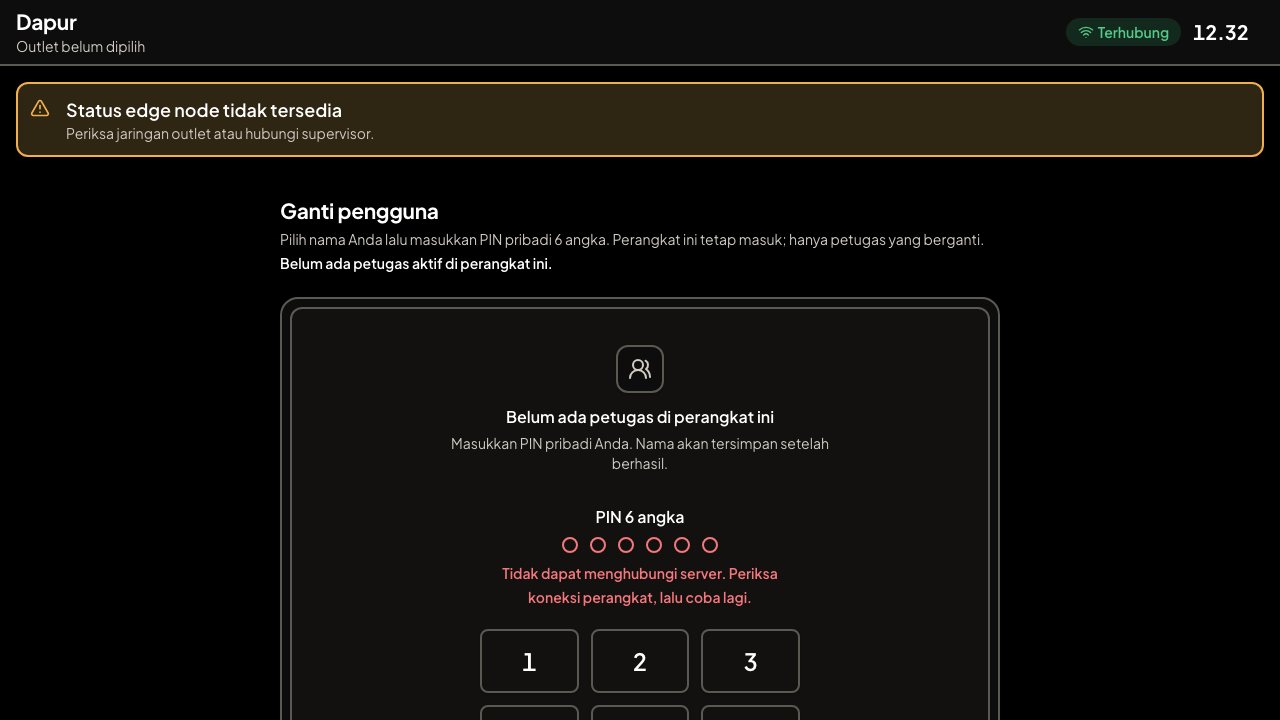 Dapur
Outlet belum dipilih
Terhubung
12.32
Status edge node tidak tersedia
Periksa jaringan outlet atau hubungi supervisor.
Ganti pengguna
Pilih nama Anda lalu masukkan PIN pribadi 6 angka. Perangkat ini tetap masuk; hanya petugas yang berganti.
Belum ada petugas aktif di perangkat ini.
Belum ada petugas di perangkat ini
Masukkan PIN pribadi Anda. Nama akan tersimpan setelah
berhasil.
PIN 6 angka
Tidak dapat menghubungi server. Periksa
koneksi perangkat, lalu coba lagi.
1 2 3